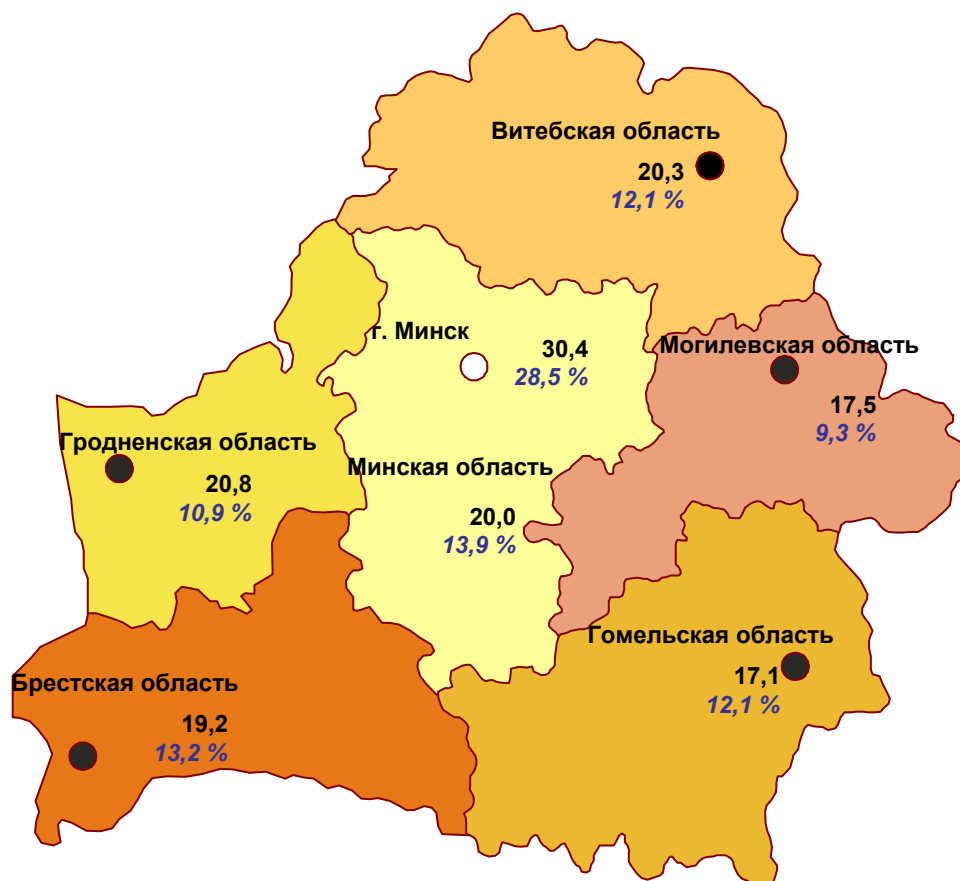 Витебская область
20,3
12,1 %
г. Минск
30,4
28,5 %
Могилевская область
17,5
9,3 %
Гродненская область
20,8
10,9 %
Минская область
20,0
13,9 %
Гомельская область
17,1
12,1 %
Брестская область
19,2
13,2 %